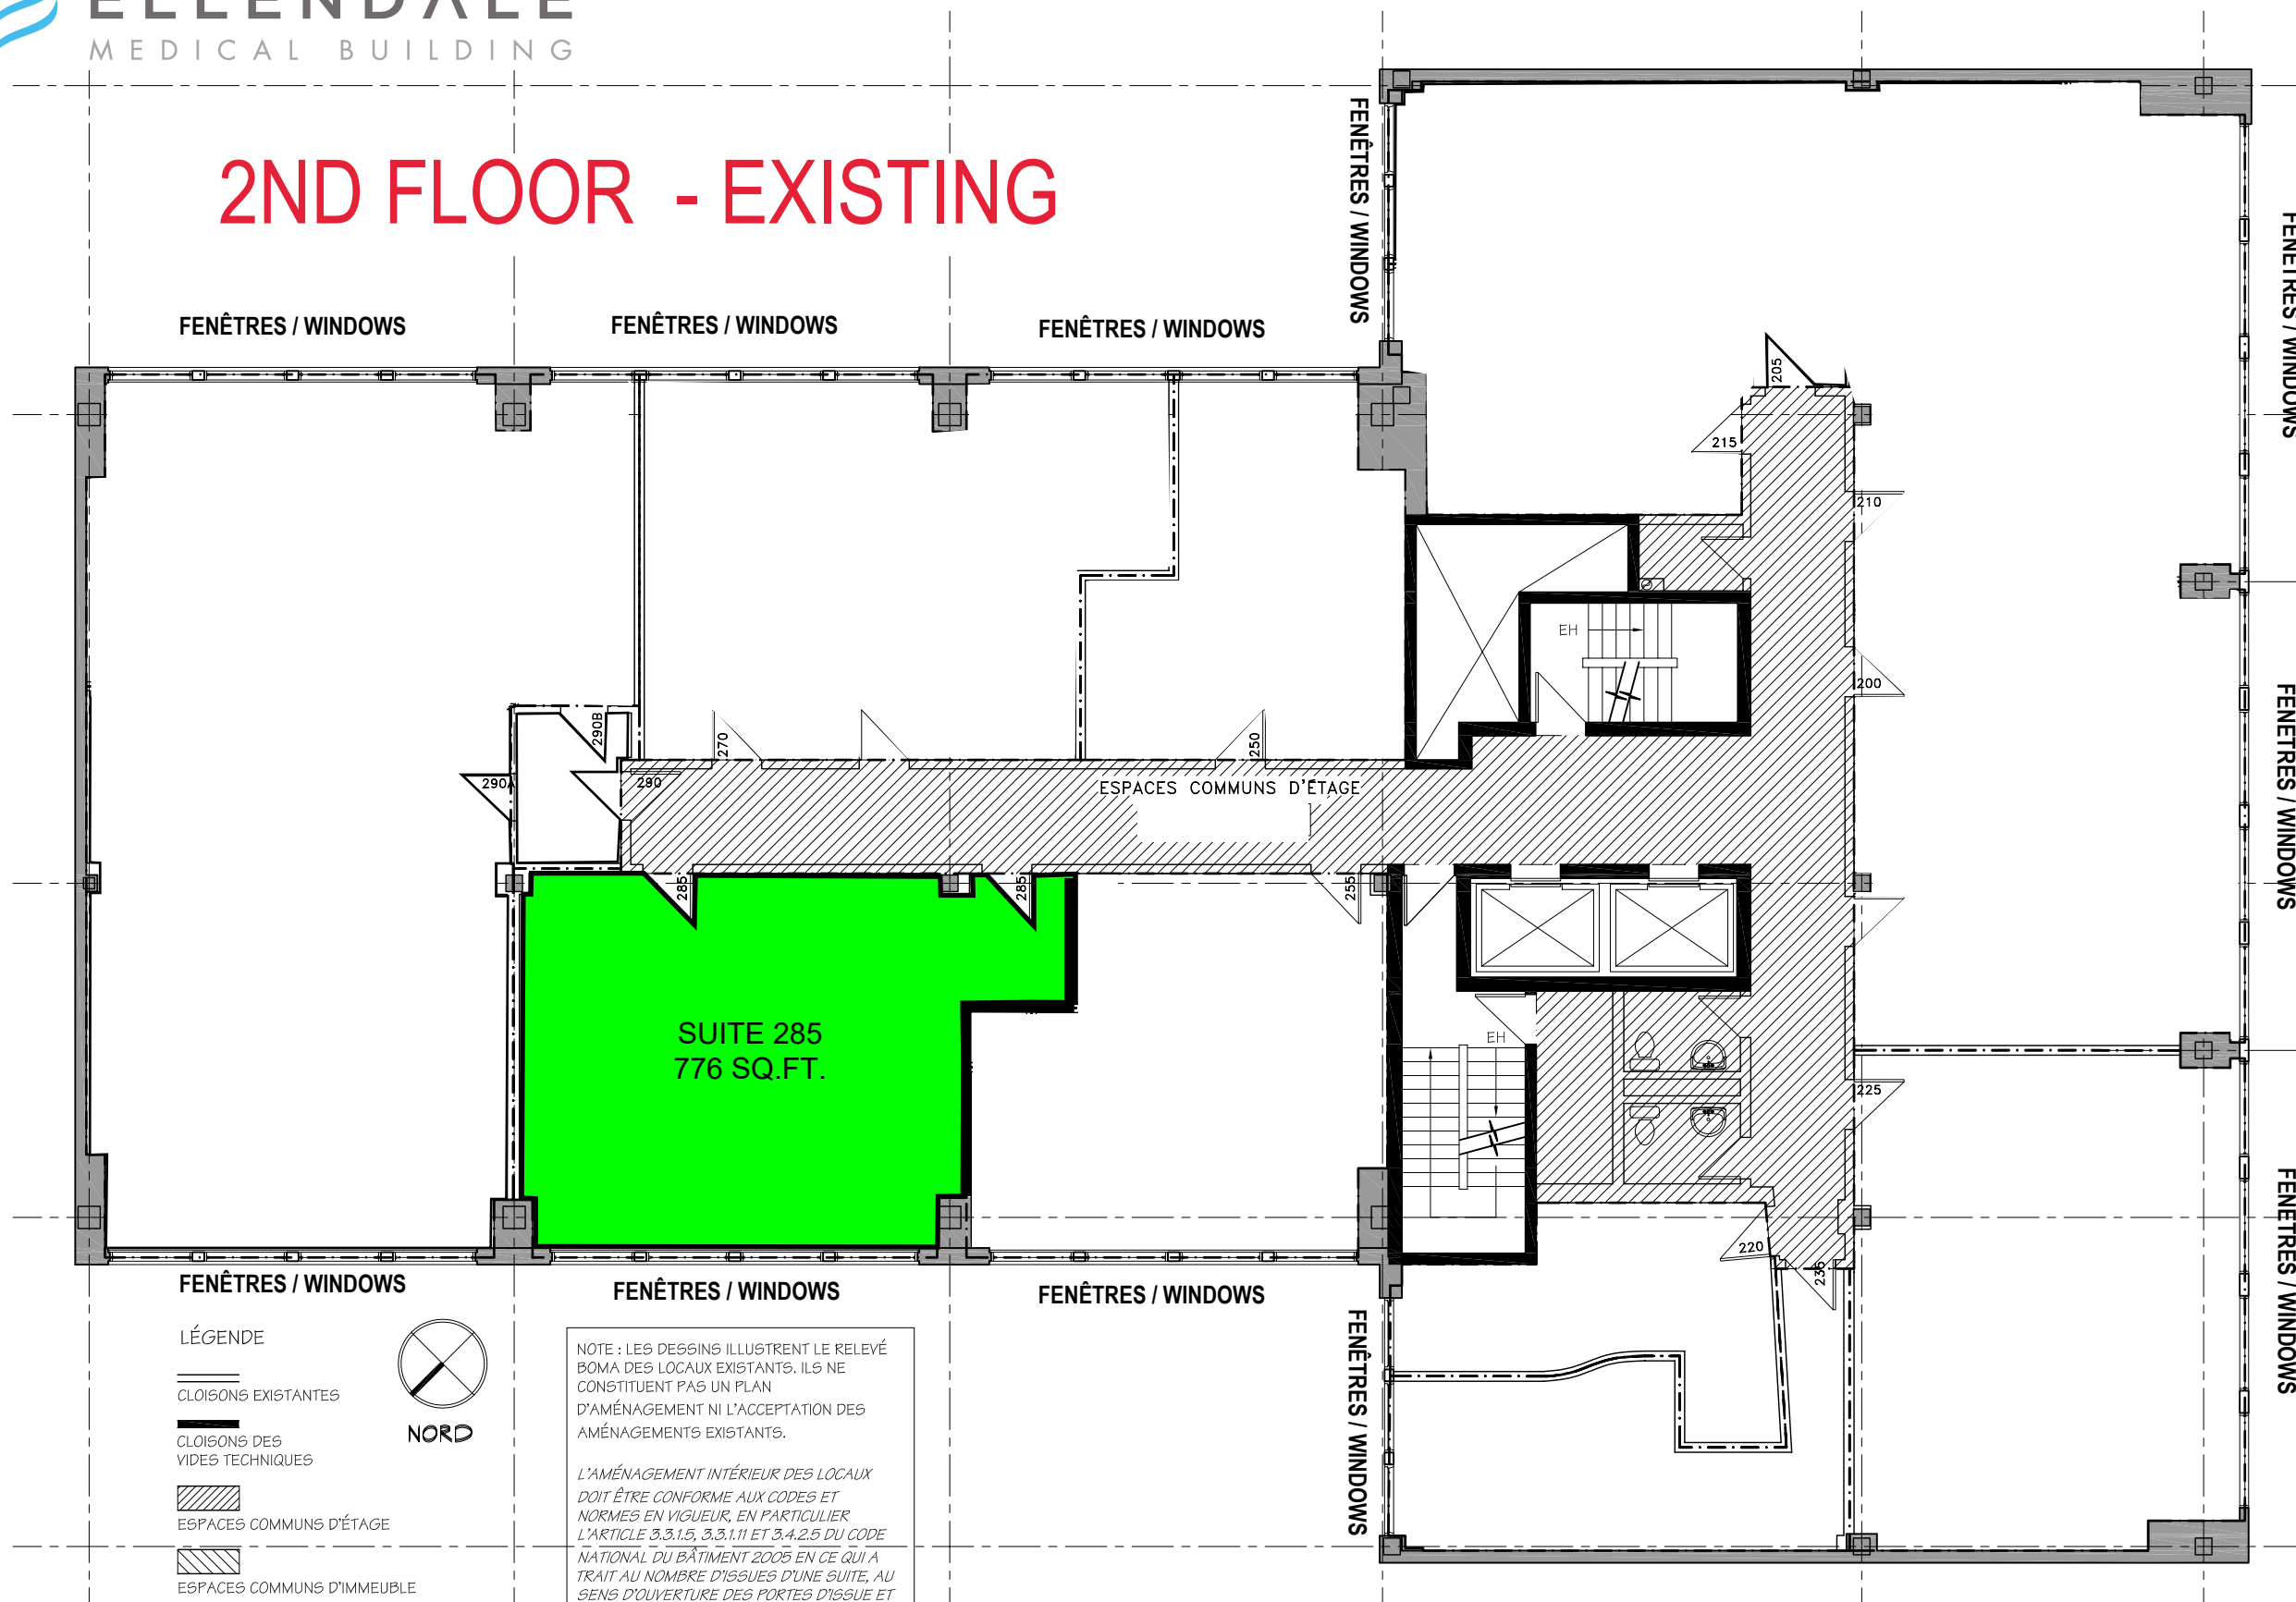 ELLENDALE
MEDICAL BUILDING
2ND FLOOR - EXISTING
FENÊTRES / WINDOWS
FENÊTRES / WINDOWS
FENÊTRES / WINDOWS
FENÊTRES / WINDOWS
FENÊTRES / WINDOWS
205
215
210
EH
200
290B
270
250
290A
290
ESPACES COMMUNS D'ÉTAGE
FENÊTRES / WINDOWS
285
285
255
SUITE 285
776 SQ.FT.
EH
225
220
235
FENÊTRES / WINDOWS
FENÊTRES / WINDOWS
FENÊTRES / WINDOWS
FENÊTRES / WINDOWS
FENÊTRES / WINDOWS
LÉGENDE
CLOISONS EXISTANTES
CLOISONS DES
VIDES TECHNIQUES
ESPACES COMMUNS D'ÉTAGE
ESPACES COMMUNS D'IMMEUBLE
NORD
NOTE : LES DESSINS ILLUSTRENT LE RELEVÉ
BOMA DES LOCAUX EXISTANTS. ILS NE
CONSTITUENT PAS UN PLAN
D'AMÉNAGEMENT NI L'ACCEPTATION DES
AMÉNAGEMENTS EXISTANTS.
L'AMÉNAGEMENT INTÉRIEUR DES LOCAUX
DOIT ÊTRE CONFORME AUX CODES ET
NORMES EN VIGUEUR, EN PARTICULIER
L'ARTICLE 3.3.1.5, 3.3.1.11 ET 3.4.2.5 DU CODE
NATIONAL DU BÂTIMENT 2005 EN CE QUI A
TRAIT AU NOMBRE D'ISSUES D'UNE SUITE, AU
SENS D'OUVERTURE DES PORTES D'ISSUE ET